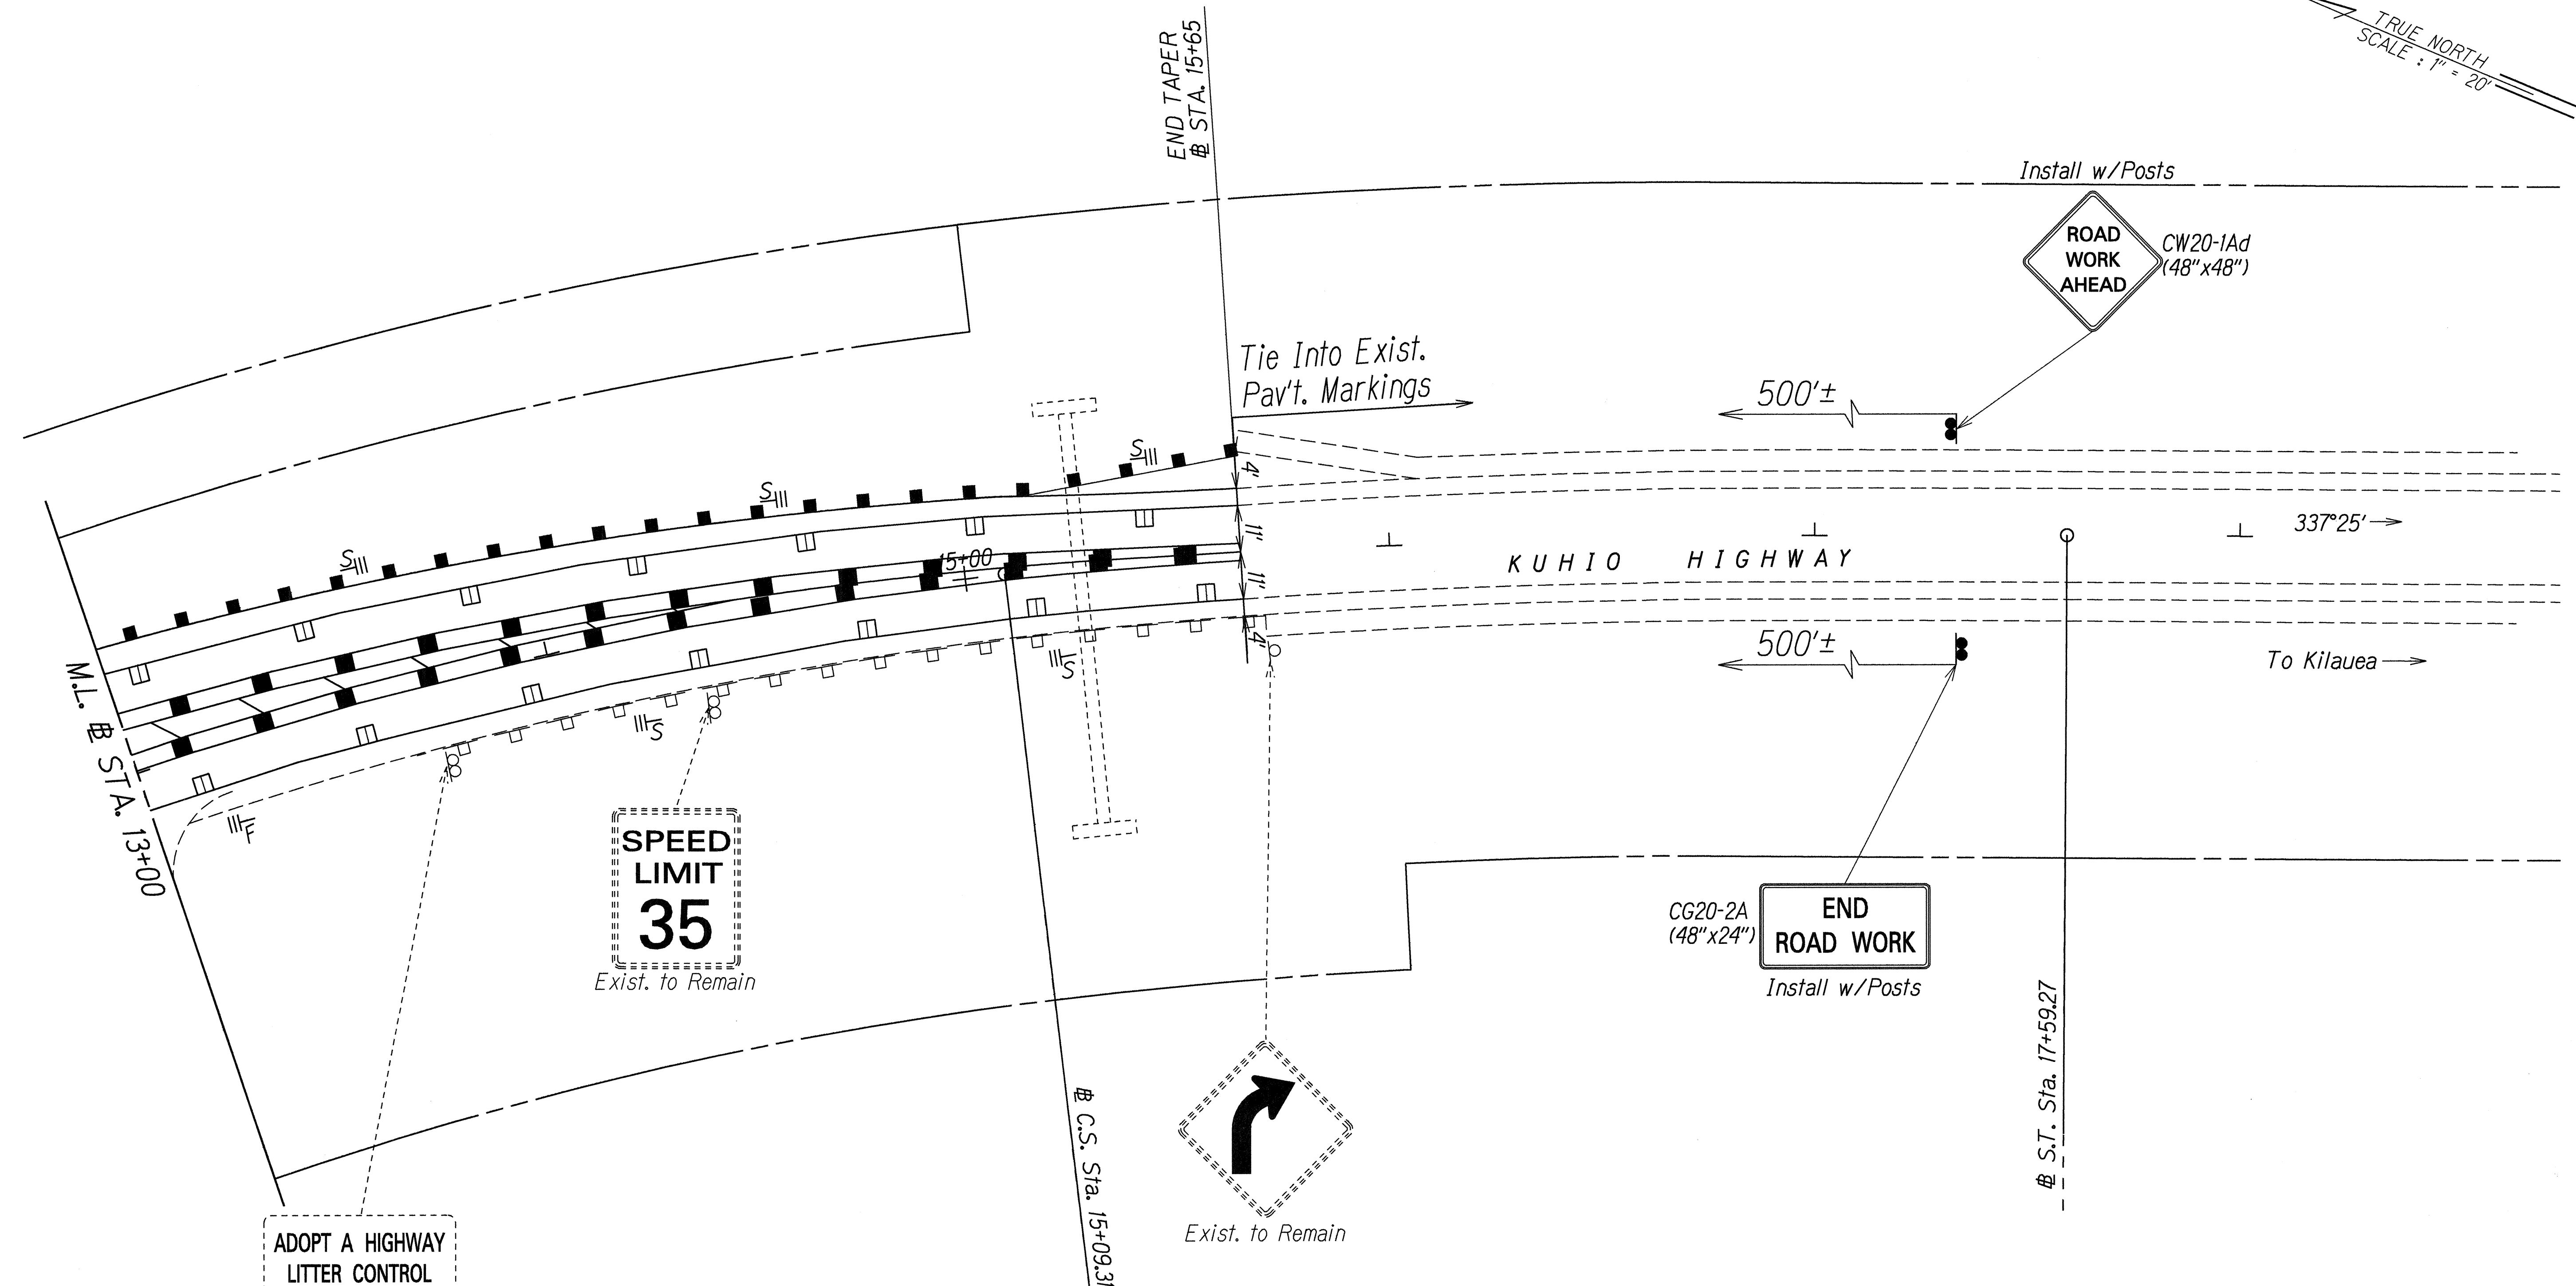 TRUE NORTH
SCALE : 1" = 20'
END TAPER
℄ STA. 15+65
Install w/Posts
ROAD
WORK
AHEAD
CW20-1Ad
(48"x48")
Tie Into Exist.
Pav't. Markings
500'±
S
S
S
4'
11'
11'
4'
15+00
337°25'
KUHIO HIGHWAY
500'±
To Kilauea
M.L. STA. 13+00
S
S
F
SPEED
LIMIT
35
Exist. to Remain
CG20-2A
(48"x24")
END
ROAD WORK
Install w/Posts
S.T. Sta. 17+59.27
C.S. Sta. 15+09.31
Exist. to Remain
ADOPT A HIGHWAY
LITTER CONTROL